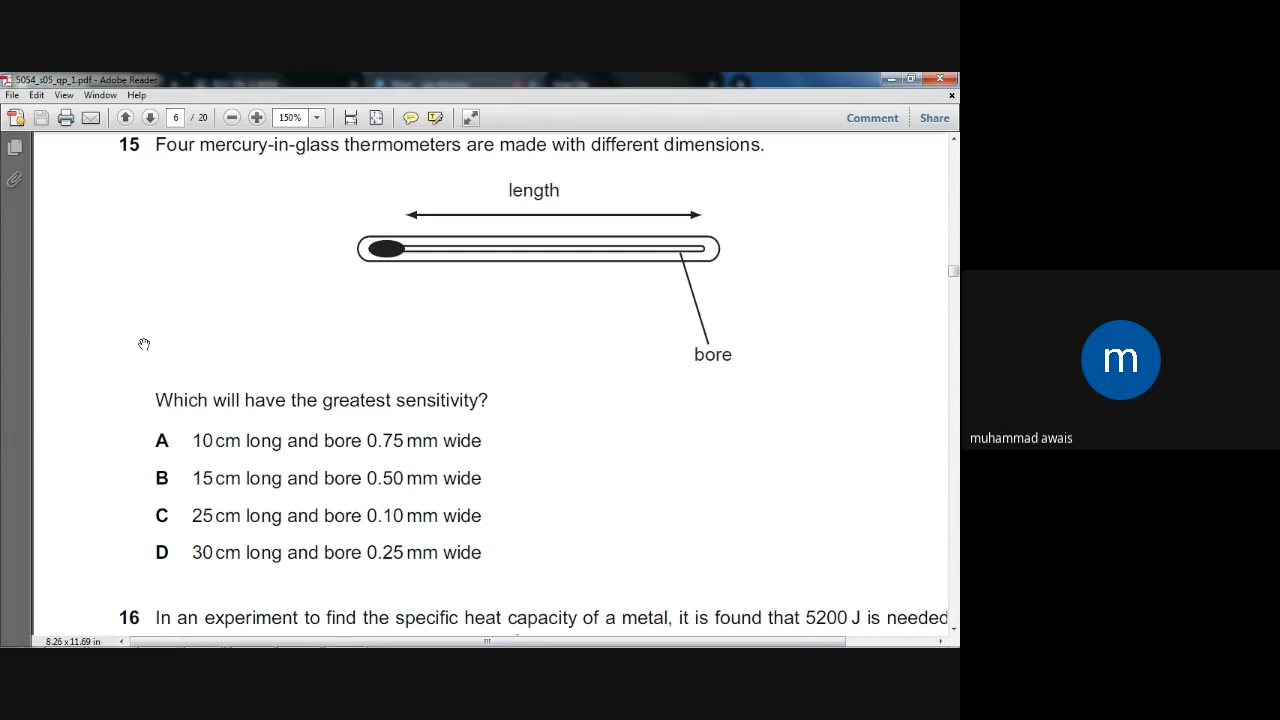 5054_s05_qp_1.pdf - Adobe Reader
File Edit View Window Help
6 / 20 150% Comment Share
15 Four mercury-in-glass thermometers are made with different dimensions.
length
bore
Which will have the greatest sensitivity?
A 10 cm long and bore 0.75 mm wide
B 15 cm long and bore 0.50 mm wide
C 25 cm long and bore 0.10 mm wide
D 30 cm long and bore 0.25 mm wide
16 In an experiment to find the specific heat capacity of a metal, it is found that 5200 J is needed
8.26 x 11.69 in
m
muhammad awais